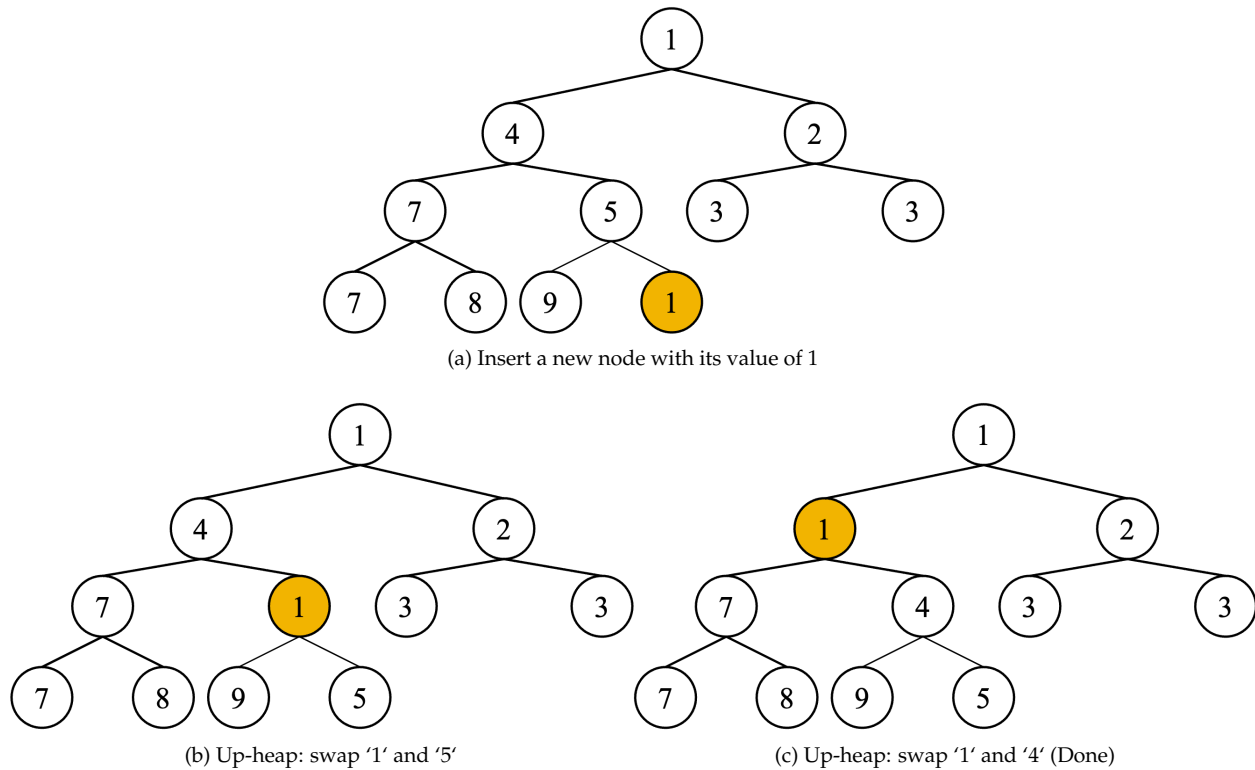 1
4 2
7 5 3 3
7 8 9 1
(a) Insert a new node with its value of 1
1
4 2
7 1 3 3
7 8 9 5
(b) Up-heap: swap ‘1‘ and ‘5‘
1
1 2
7 4 3 3
7 8 9 5
(c) Up-heap: swap ‘1‘ and ‘4‘ (Done)